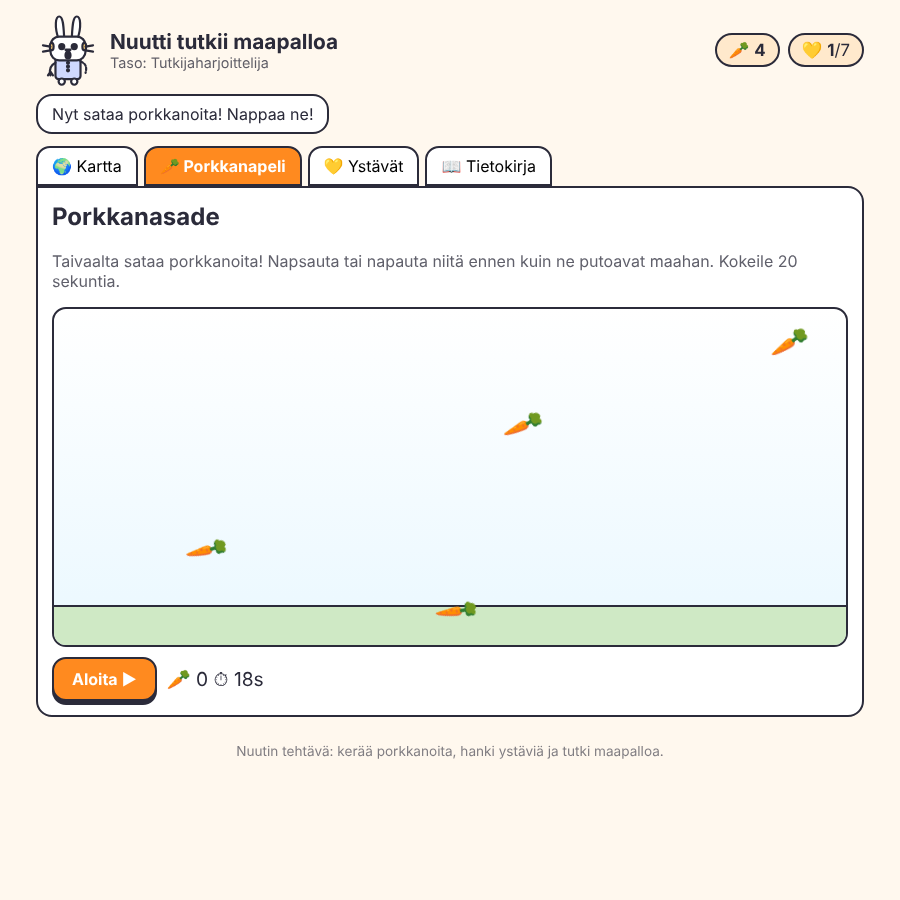 Nuutti tutkii maapalloa
Taso: Tutkijaharjoittelija
🥕 4
💛 1/7
Nyt sataa porkkanoita! Nappaa ne!
🌍 Kartta
🥕 Porkkanapeli
💛 Ystävät
📖 Tietokirja
Porkkanasade
Taivaalta sataa porkkanoita! Napsauta tai napauta niitä ennen kuin ne putoavat maahan. Kokeile 20
sekuntia.
Aloita ▶
🥕 0 ⏱ 18s
Nuutin tehtävä: kerää porkkanoita, hanki ystäviä ja tutki maapalloa.